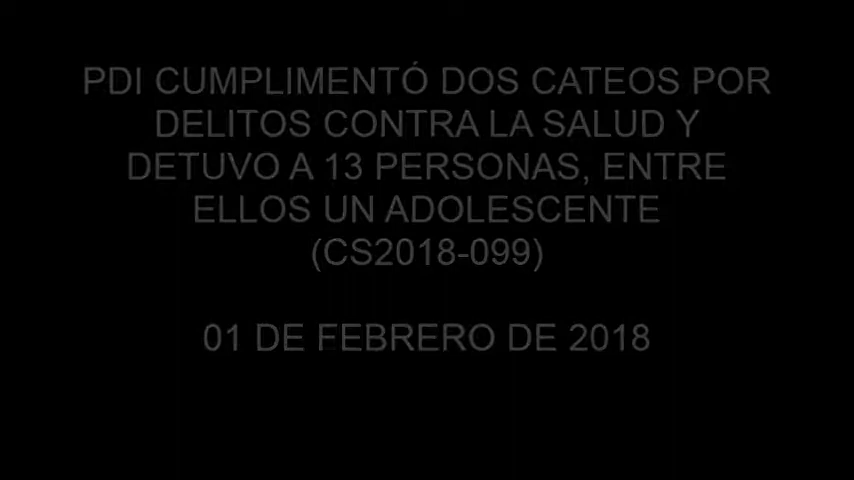 PDI CUMPLIMENTÓ DOS CATEOS POR
DELITOS CONTRA LA SALUD Y
DETUVO A 13 PERSONAS, ENTRE
ELLOS UN ADOLESCENTE
(CS2018-099)
01 DE FEBRERO DE 2018